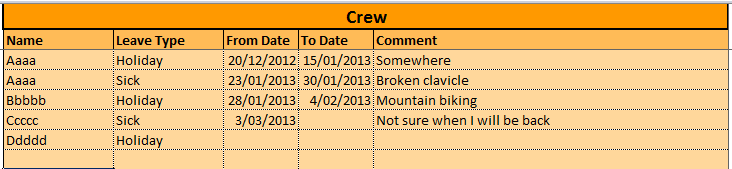 Crew
Name Leave Type From Date To Date Comment
Aaaa Holiday 20/12/2012 15/01/2013 Somewhere
Aaaa Sick 23/01/2013 30/01/2013 Broken clavicle
Bbbbb Holiday 28/01/2013 4/02/2013 Mountain biking
Ccccc Sick 3/03/2013 Not sure when I will be back
Ddddd Holiday